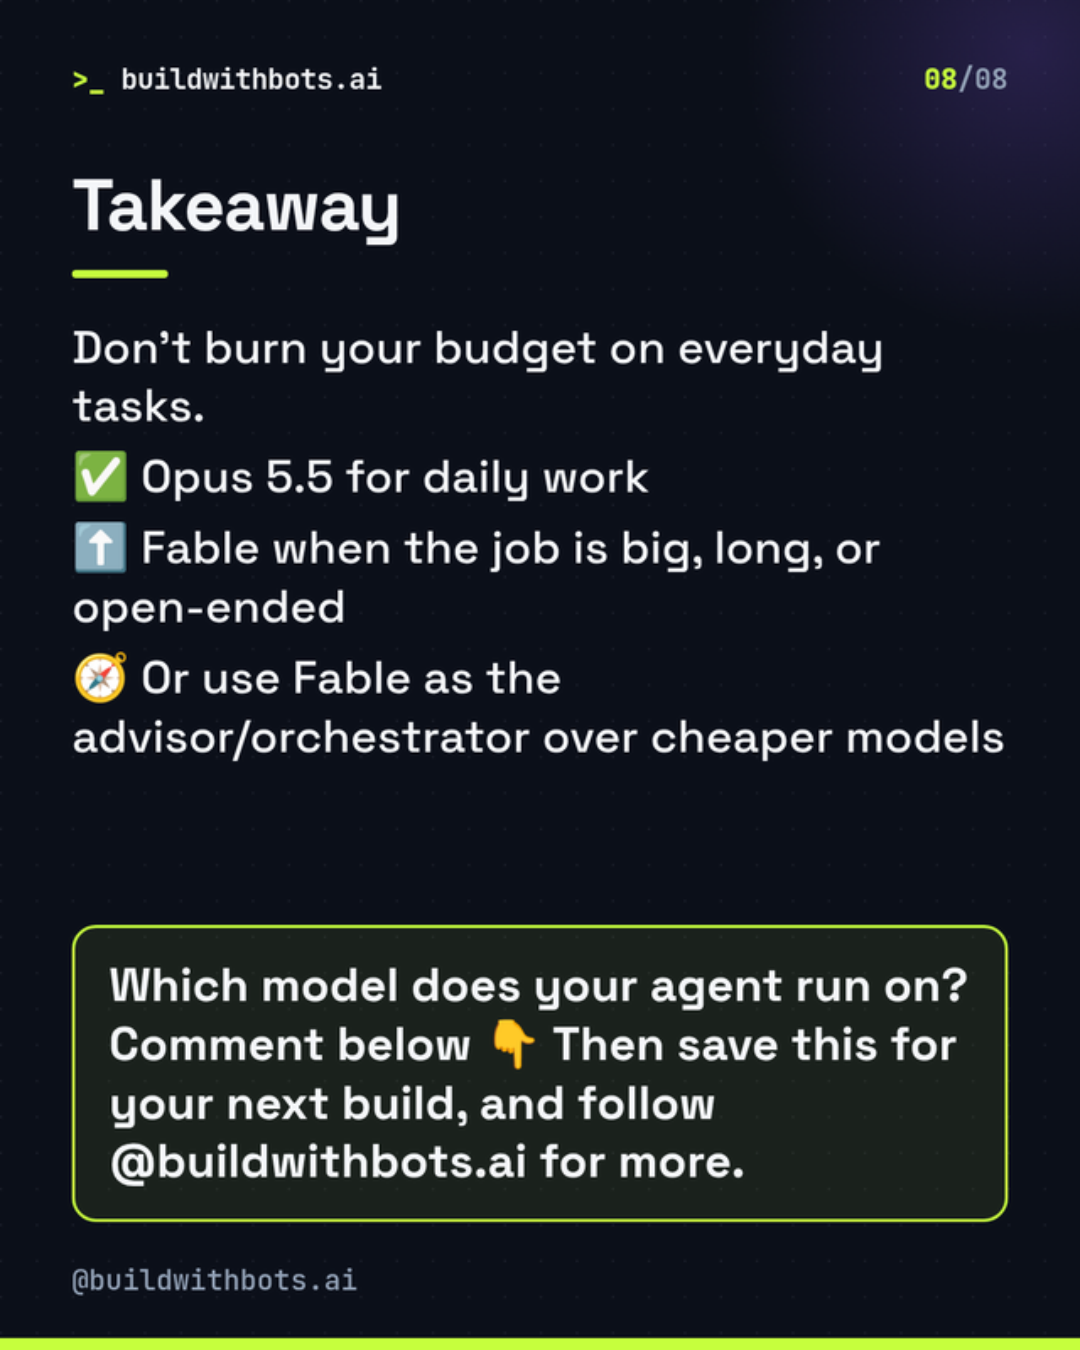 >_ buildwithbots.ai
08/08
Takeaway
Don’t burn your budget on everyday
tasks.
✅ Opus 5.5 for daily work
⬆️ Fable when the job is big, long, or
open-ended
🧭 Or use Fable as the
advisor/orchestrator over cheaper models
Which model does your agent run on?
Comment below 👇 Then save this for
your next build, and follow
@buildwithbots.ai for more.
@buildwithbots.ai